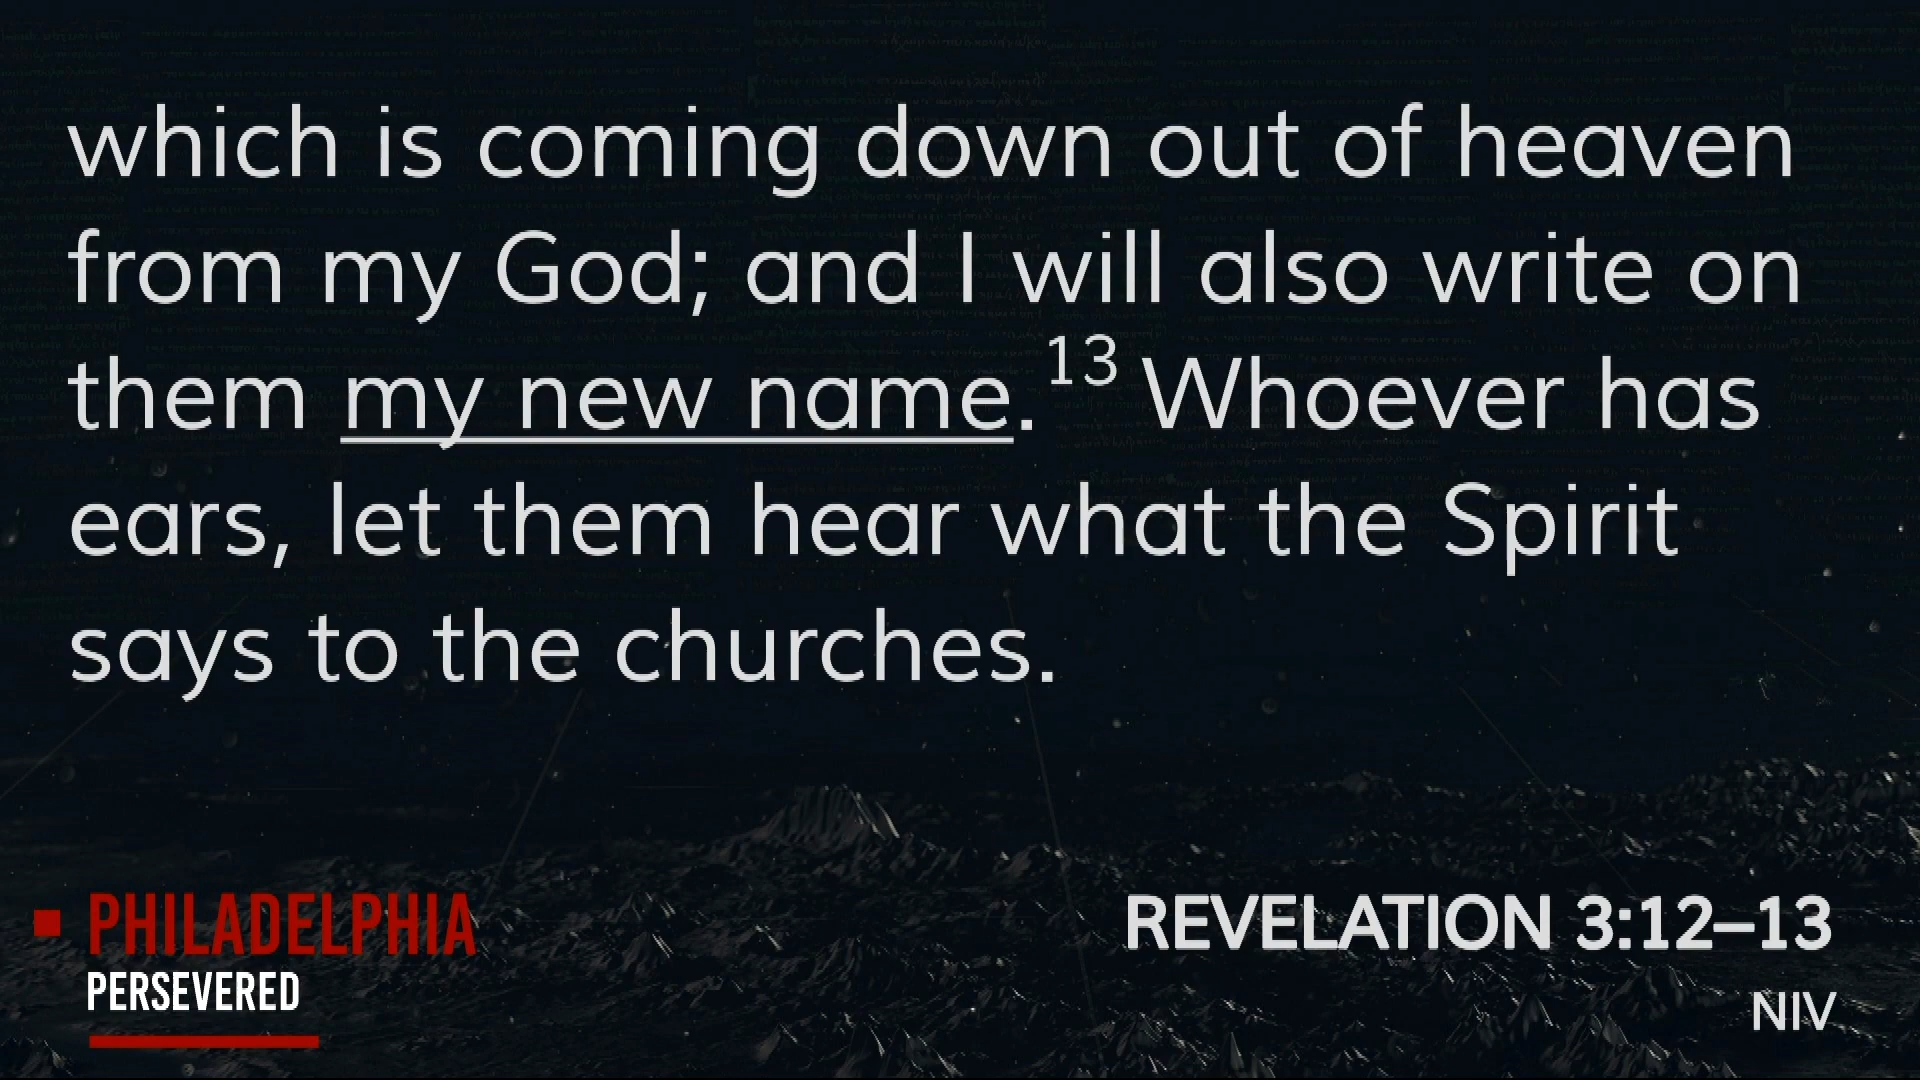 which is coming down out of heaven
from my God; and I will also write on
them my new name. 13 Whoever has
ears, let them hear what the Spirit
says to the churches.
PHILADELPHIA
PERSEVERED
REVELATION 3:12–13
NIV